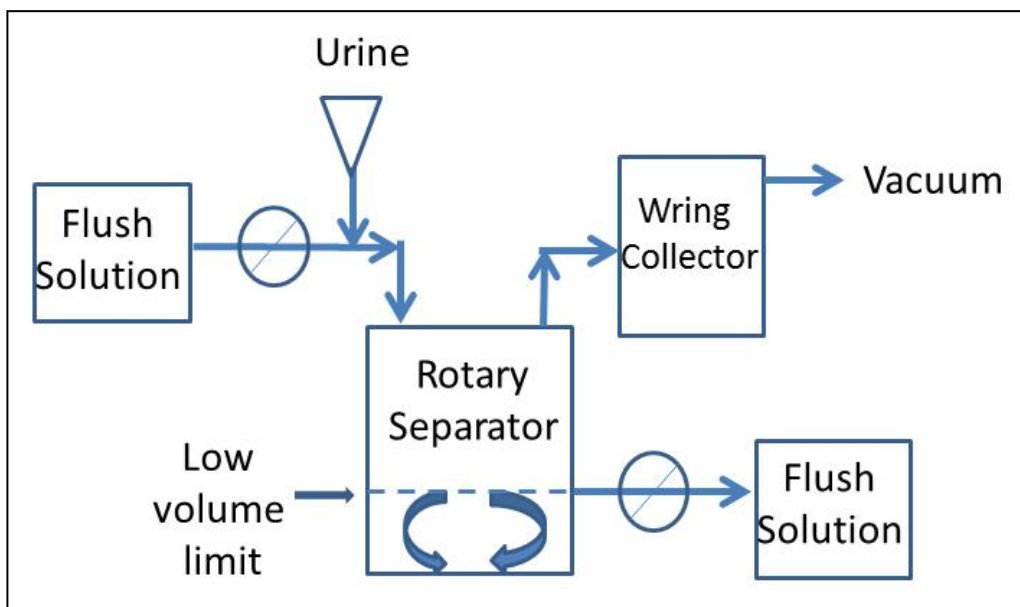 Urine
Flush
Solution
Wring
Collector
Vacuum
Rotary
Separator
Low
volume
limit
Flush
Solution